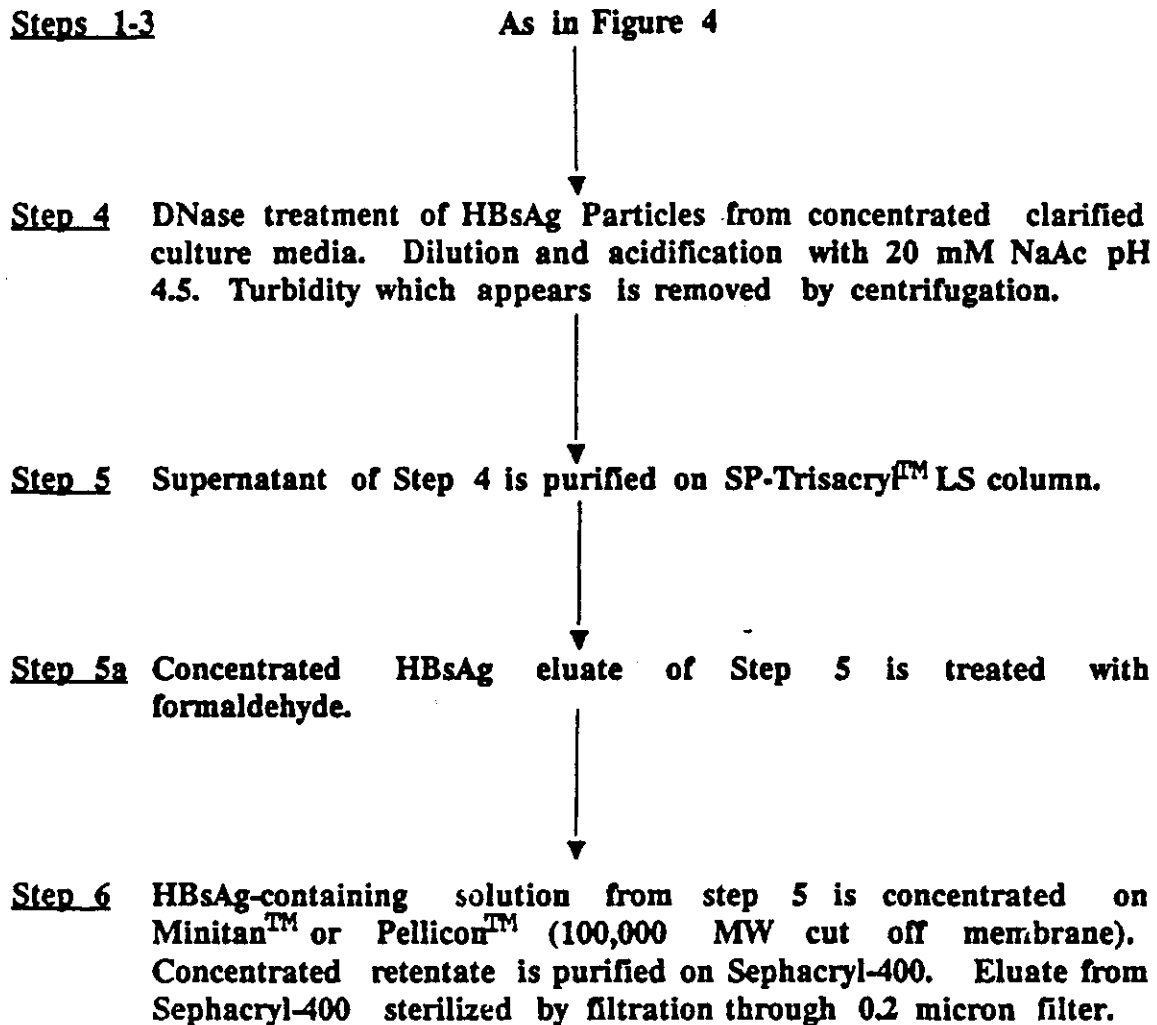 Steps 1-3 As in Figure 4
Step 4 DNase treatment of HBsAg Particles from concentrated clarified
culture media. Dilution and acidification with 20 mM NaAc pH
4.5. Turbidity which appears is removed by centrifugation.
Step 5 Supernatant of Step 4 is purified on SP-Trisacryl™ LS column.
Step 5a Concentrated HBsAg eluate of Step 5 is treated with
formaldehyde.
Step 6 HBsAg-containing solution from step 5 is concentrated on
Minitan™ or Pellicon™ (100,000 MW cut off membrane).
Concentrated retentate is purified on Sephacryl-400. Eluate from
Sephacryl-400 sterilized by filtration through 0.2 micron filter.